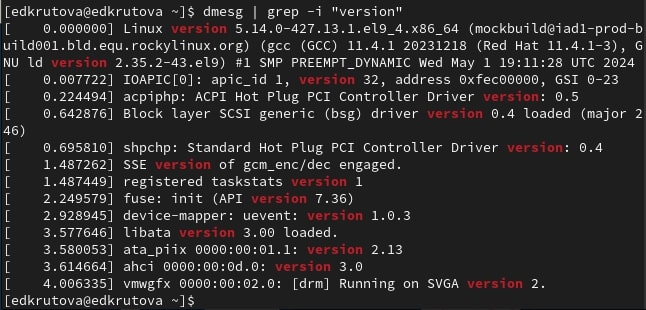 [edkrutova@edkrutova ~]$ dmesg | grep -i "version"
[    0.000000] Linux version 5.14.0-427.13.1.el9_4.x86_64 (mockbuild@iad1-prod-b
uild001.bld.equ.rockylinux.org) (gcc (GCC) 11.4.1 20231218 (Red Hat 11.4.1-3), G
NU ld version 2.35.2-43.el9) #1 SMP PREEMPT_DYNAMIC Wed May 1 19:11:28 UTC 2024
[    0.007722] IOAPIC[0]: apic_id 1, version 32, address 0xfec00000, GSI 0-23
[    0.224494] acpiphp: ACPI Hot Plug PCI Controller Driver version: 0.5
[    0.642876] Block layer SCSI generic (bsg) driver version 0.4 loaded (major 2
46)
[    0.695810] shpchp: Standard Hot Plug PCI Controller Driver version: 0.4
[    1.487262] SSE version of gcm_enc/dec engaged.
[    1.487449] registered taskstats version 1
[    2.249579] fuse: init (API version 7.36)
[    2.928945] device-mapper: uevent: version 1.0.3
[    3.577646] libata version 3.00 loaded.
[    3.580053] ata_piix 0000:00:01.1: version 2.13
[    3.614664] ahci 0000:00:0d.0: version 3.0
[    4.006335] vmwgfx 0000:00:02.0: [drm] Running on SVGA version 2.
[edkrutova@edkrutova ~]$